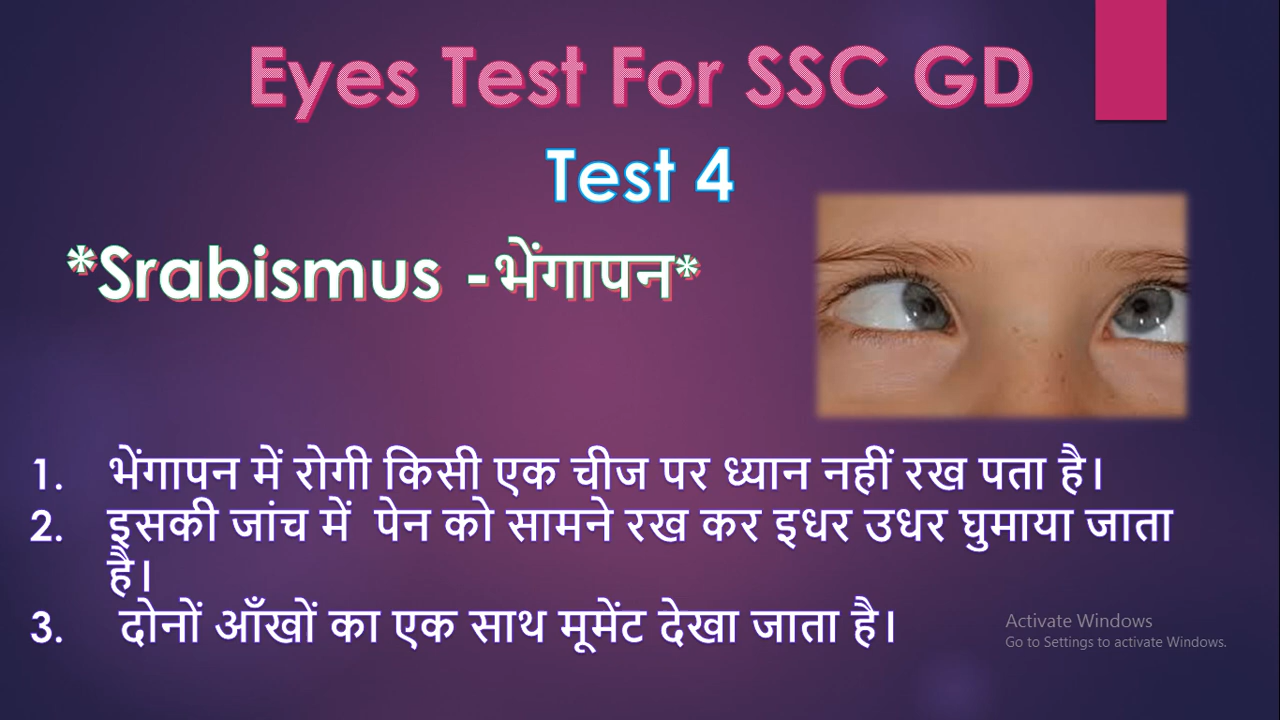 Eyes Test For SSC GD
Test 4
*Srabismus -भेंगापन*
1. भेंगापन में रोगी किसी एक चीज पर ध्यान नहीं रख पता है।
2. इसकी जांच में पेन को सामने रख कर इधर उधर घुमाया जाता
है।
3. दोनों आँखों का एक साथ मूमेंट देखा जाता है।
Activate Windows
Go to Settings to activate Windows.